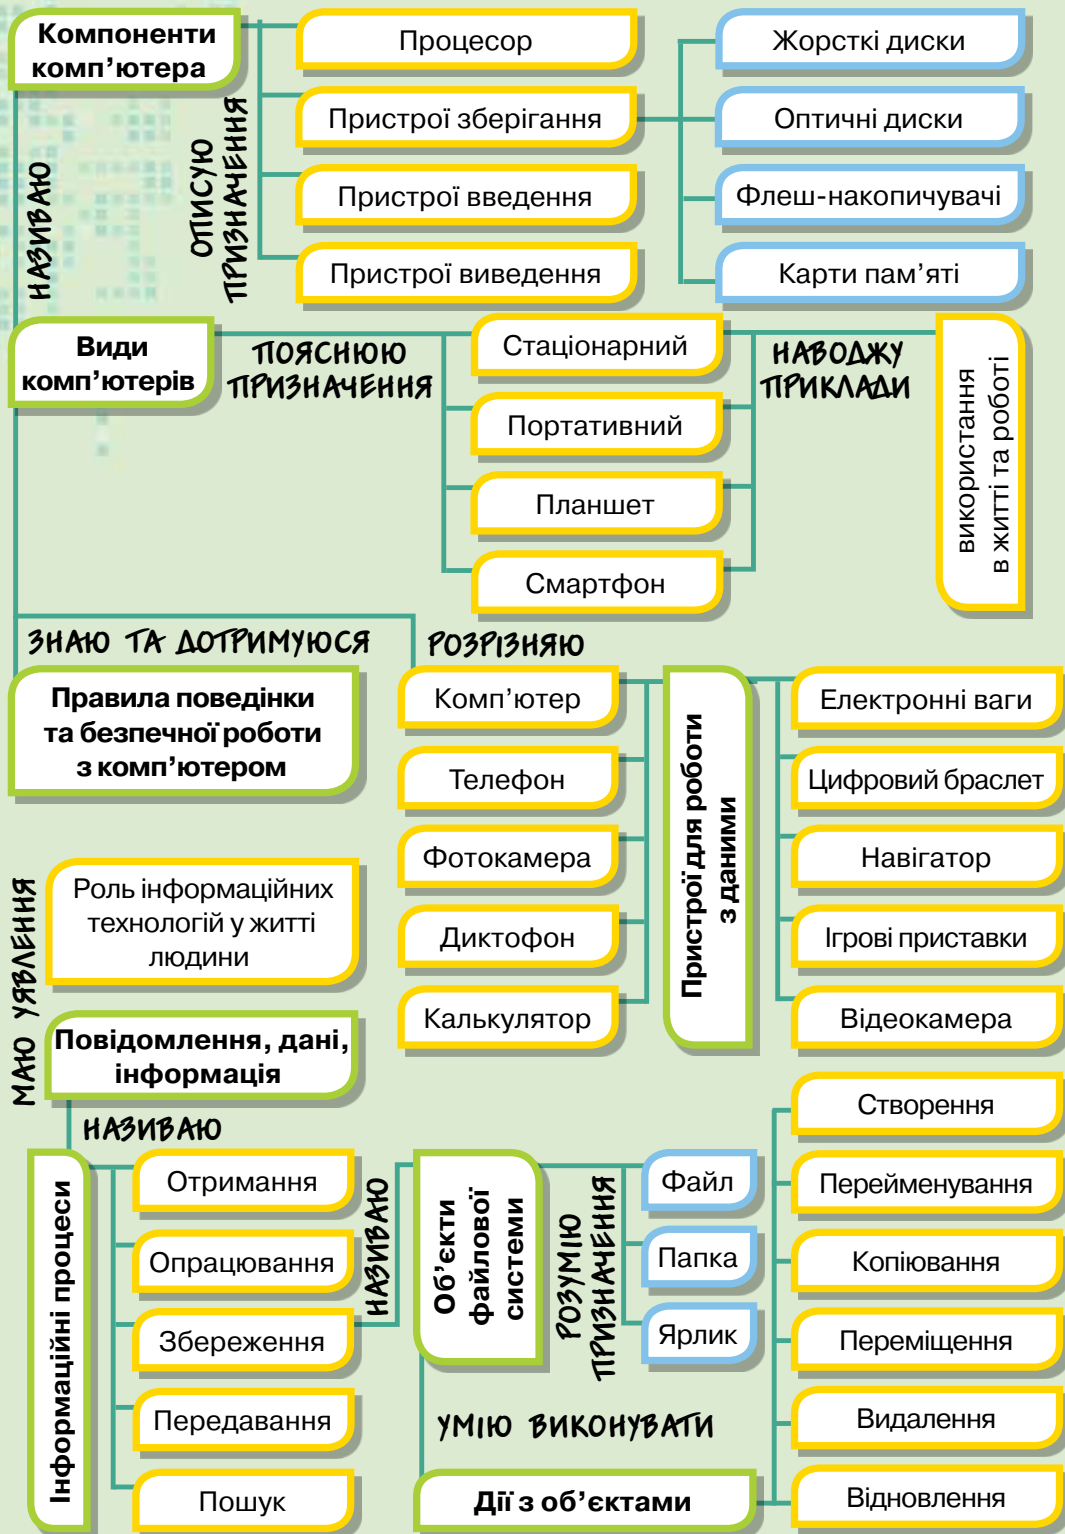 Компоненти
комп’ютера
НАЗИВАЮ
ОПИСУЮ
ПРИЗНАЧЕННЯ
Процесор
Пристрої зберігання
Пристрої введення
Пристрої виведення
Жорсткі диски
Оптичні диски
Флеш-накопичувачі
Карти пам’яті
Види
комп’ютерів
ПОЯСНЮЮ
ПРИЗНАЧЕННЯ
Стаціонарний
Портативний
Планшет
Смартфон
НАВОДЖУ
ПРИКЛАДИ
використання
в житті та роботі
ЗНАЮ ТА ДОТРИМУЮСЯ
Правила поведінки
та безпечної роботи
з комп’ютером
РОЗРІЗНЯЮ
Комп’ютер
Телефон
Фотокамера
Диктофон
Калькулятор
Пристрої для роботи
з даними
Електронні ваги
Цифровий браслет
Навігатор
Ігрові приставки
Відеокамера
МАЮ УЯВЛЕННЯ
Роль інформаційних
технологій у житті
людини
Повідомлення, дані,
інформація
НАЗИВАЮ
Інформаційні процеси
Отримання
Опрацювання
Збереження
Передавання
Пошук
НАЗИВАЮ
Об’єкти
файлової
системи
РОЗУМІЮ
ПРИЗНАЧЕННЯ
Файл
Папка
Ярлик
УМІЮ ВИКОНУВАТИ
Дії з об’єктами
Створення
Перейменування
Копіювання
Переміщення
Видалення
Відновлення